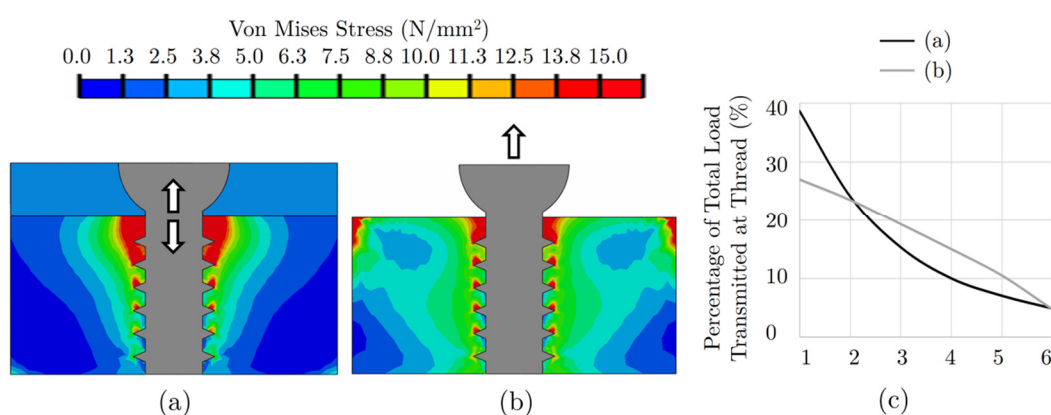 Von Mises Stress (N/mm²)
0.0 1.3 2.5 3.8 5.0 6.3 7.5 8.8 10.0 11.3 12.5 13.8 15.0
(a)
(b)
(a)
(b)
Percentage of Total Load
Transmitted at Thread (%)
40
30
20
10
0
1 2 3 4 5 6
(c)